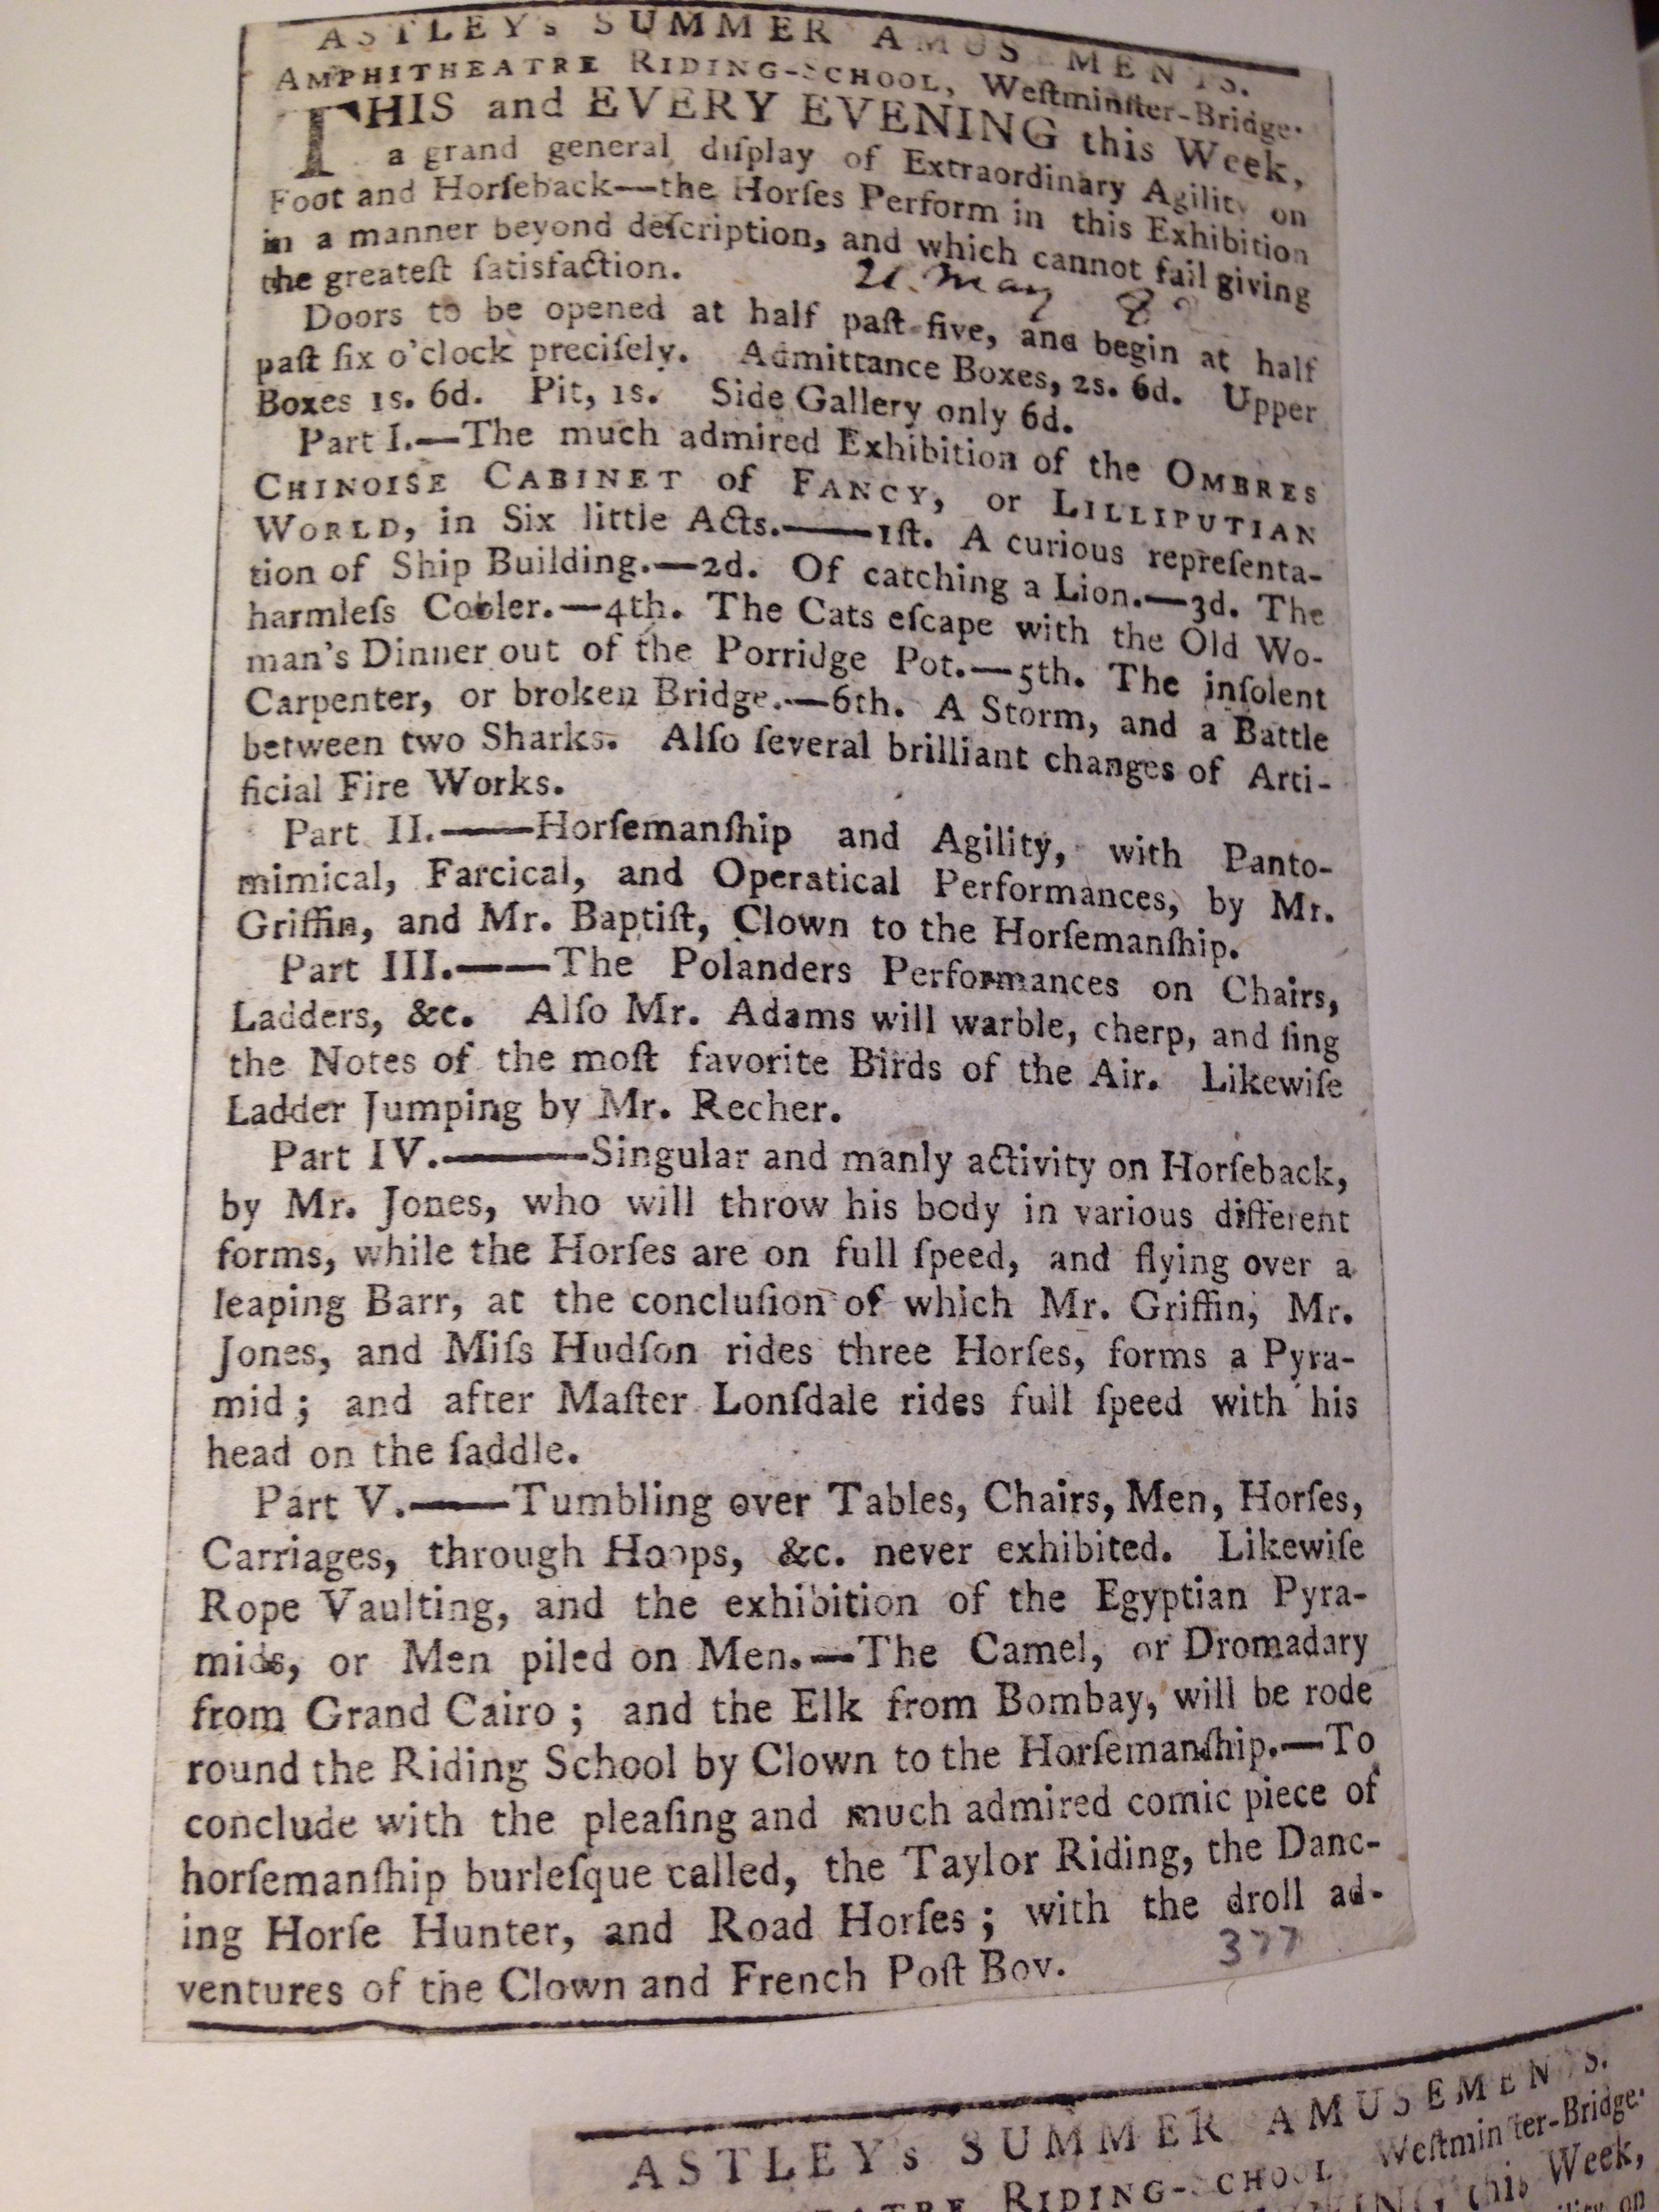 ASTLEY's SUMMER AMUSEMENTS.
AMPHITHEATRE RIDING-SCHOOL, Weſtminſter-Bridge.
THIS and EVERY EVENING this Week,
a grand general diſplay of Extraordinary Agility on
Foot and Horſeback—the Horſes Perform in this Exhibition
in a manner beyond deſcription, and which cannot fail giving
the greateſt ſatisfaction.
May
Doors to be opened at half paſt five, and begin at half
paſt ſix o'clock preciſely. Admittance Boxes, 2s. 6d. Upper
Boxes 1s. 6d. Pit, 1s. Side Gallery only 6d.
Part I.—The much admired Exhibition of the OMBRES
CHINOISE CABINET of FANCY, or LILLIPUTIAN
WORLD, in Six little Acts.——1ſt. A curious repreſenta-
tion of Ship Building.—2d. Of catching a Lion.—3d. The
harmleſs Cobler.—4th. The Cats eſcape with the Old Wo-
man's Dinner out of the Porridge Pot.—5th. The inſolent
Carpenter, or broken Bridge.—6th. A Storm, and a Battle
between two Sharks. Alſo ſeveral brilliant changes of Arti-
ficial Fire Works.
Part II.——Horſemanſhip and Agility, with Panto-
mimical, Farcical, and Operatical Performances, by Mr.
Griffin, and Mr. Baptiſt, Clown to the Horſemanſhip.
Part III.——The Polanders Performances on Chairs,
Ladders, &c. Alſo Mr. Adams will warble, cherp, and ſing
the Notes of the moſt favorite Birds of the Air. Likewiſe
Ladder Jumping by Mr. Recher.
Part IV.———Singular and manly activity on Horſeback,
by Mr. Jones, who will throw his body in various different
forms, while the Horſes are on full ſpeed, and flying over a
leaping Barr, at the concluſion of which Mr. Griffin, Mr.
Jones, and Miſs Hudſon rides three Horſes, forms a Pyra-
mid; and after Maſter Lonſdale rides full ſpeed with his
head on the ſaddle.
Part V.——Tumbling over Tables, Chairs, Men, Horſes,
Carriages, through Hoops, &c. never exhibited. Likewiſe
Rope Vaulting, and the exhibition of the Egyptian Pyra-
mids, or Men piled on Men.—The Camel, or Dromadary
from Grand Cairo; and the Elk from Bombay, will be rode
round the Riding School by Clown to the Horſemanſhip.—To
conclude with the pleaſing and much admired comic piece of
horſemanſhip burleſque called, the Taylor Riding, the Danc-
ing Horſe Hunter, and Road Horſes; with the droll ad-
ventures of the Clown and French Poſt Boy.
377
ASTLEY's SUMMER AMUSEMENTS.
RIDING-SCHOOL, Weſtminſter-Bridge.
this Week,
on